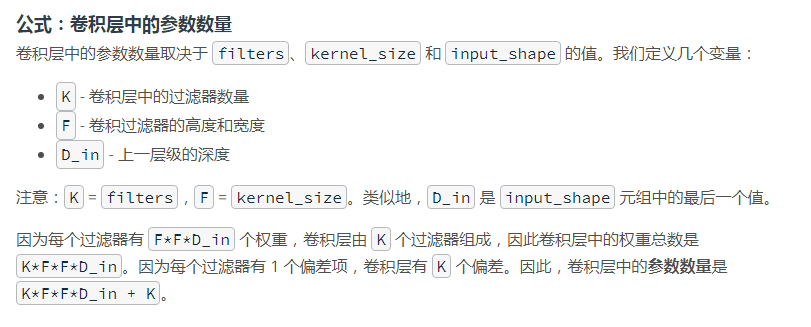 公式：卷积层中的参数数量
卷积层中的参数数量取决于 filters、kernel_size 和 input_shape 的值。我们定义几个变量：
• K - 卷积层中的过滤器数量
• F - 卷积过滤器的高度和宽度
• D_in - 上一层级的深度
注意：K = filters，F = kernel_size。类似地，D_in 是 input_shape 元组中的最后一个值。
因为每个过滤器有 F*F*D_in 个权重，卷积层由 K 个过滤器组成，因此卷积层中的权重总数是
K*F*F*D_in。因为每个过滤器有 1 个偏差项，卷积层有 K 个偏差。因此，卷积层中的参数数量是
K*F*F*D_in + K。